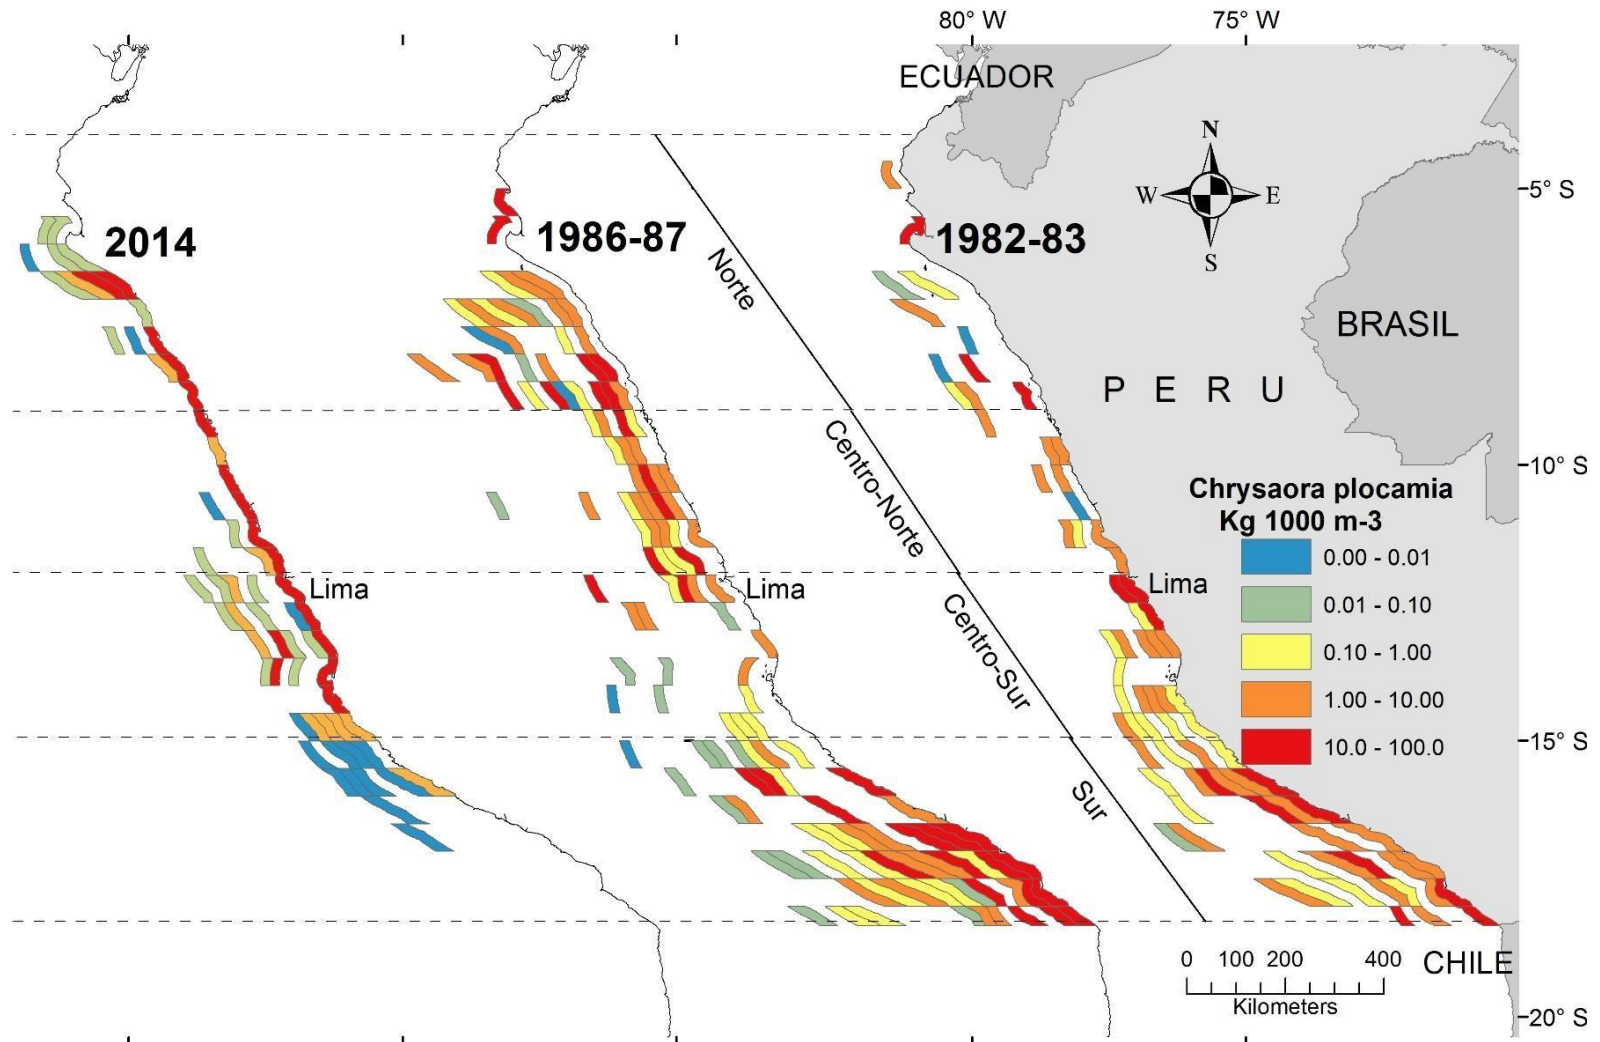 80° W
75° W
ECUADOR
N
W
E
S
5° S
2014
1986-87
1982-83
Norte
BRASIL
PERU
Centro-Norte
10° S
Chrysaora plocamia
Kg 1000 m-3
0.00 - 0.01
0.01 - 0.10
0.10 - 1.00
1.00 - 10.00
10.0 - 100.0
Lima
Lima
Lima
Centro-Sur
15° S
Sur
0 100 200 400
Kilometers
CHILE
20° S